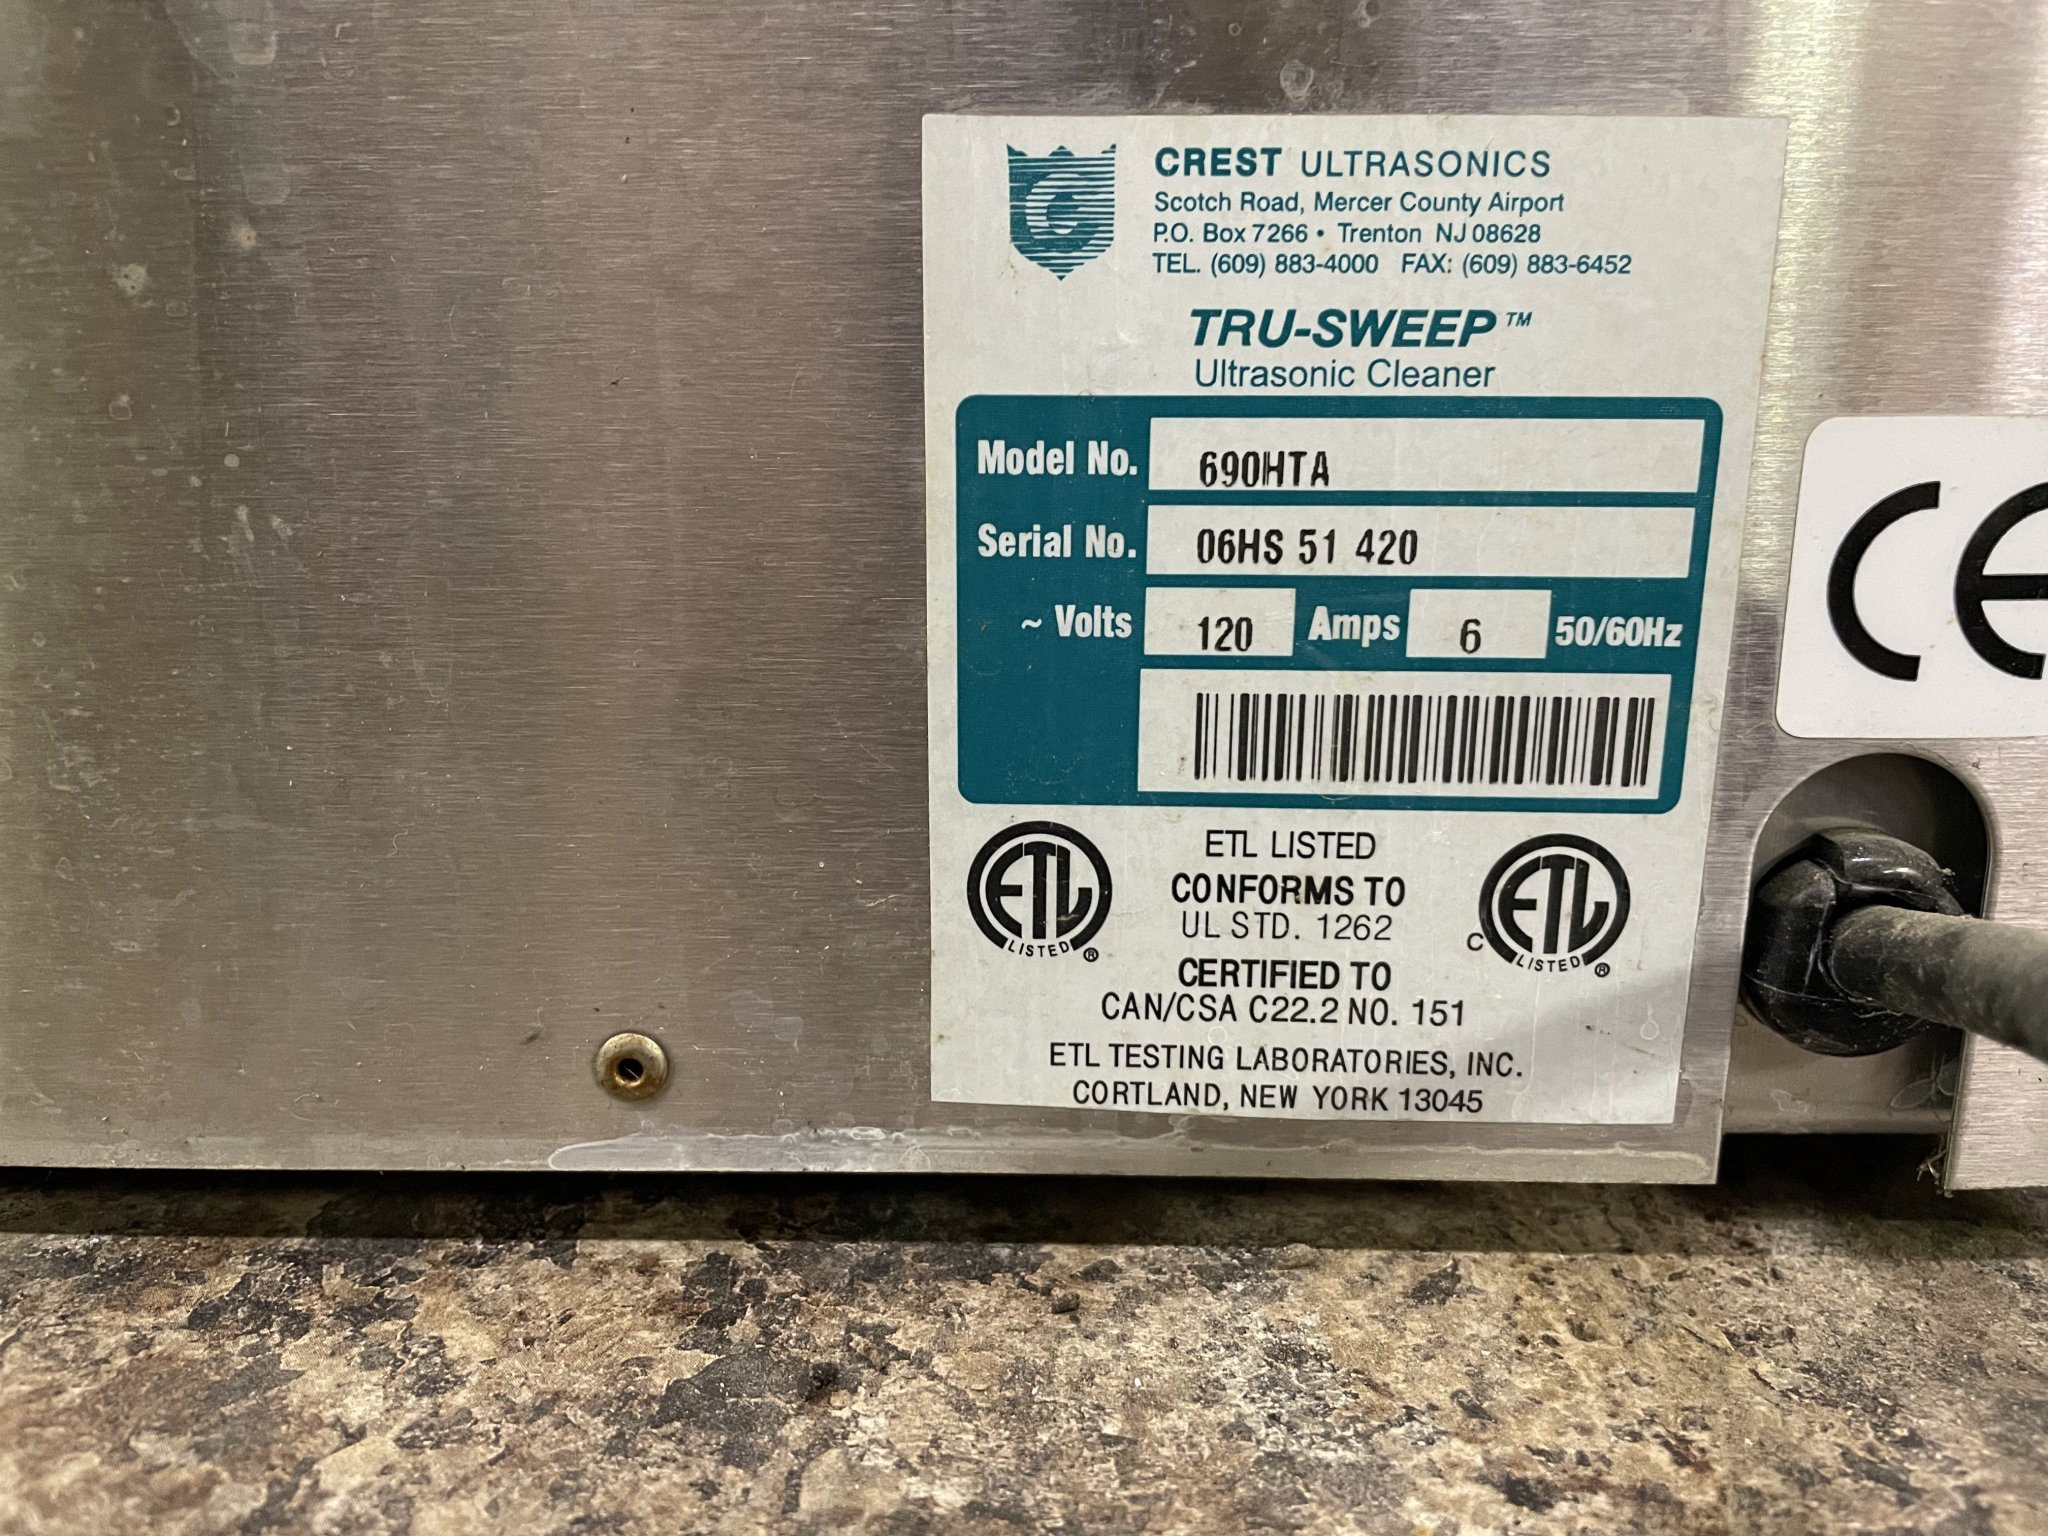 CREST ULTRASONICS
Scotch Road, Mercer County Airport
P.O. Box 7266 • Trenton NJ 08628
TEL. (609) 883-4000 FAX: (609) 883-6452
TRU-SWEEP™
Ultrasonic Cleaner
Model No. 690HTA
Serial No. 06HS 51 420
~ Volts 120 Amps 6 50/60Hz
CE
ETL LISTED
CONFORMS TO
UL STD. 1262
CERTIFIED TO
CAN/CSA C22.2 NO. 151
ETL LISTED ®
C ETL LISTED ®
ETL TESTING LABORATORIES, INC.
CORTLAND, NEW YORK 13045